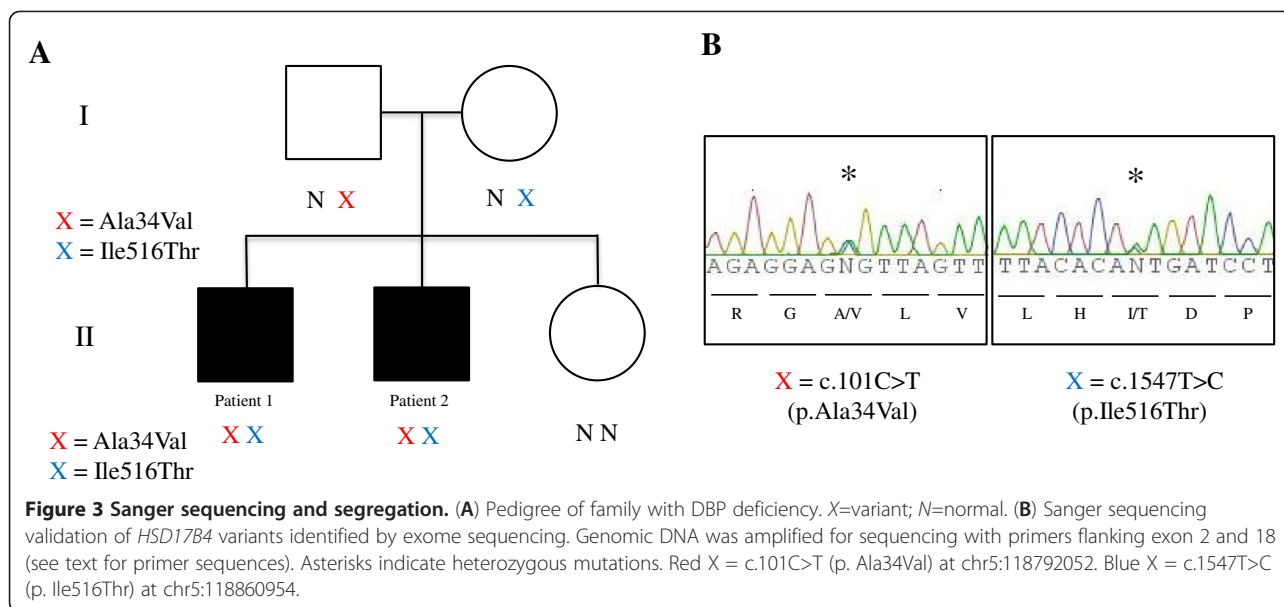 A
B
I
N X
N X
X = Ala34Val
X = Ile516Thr
II
Patient 1
Patient 2
X X
X X
N N
X = Ala34Val
X = Ile516Thr
*
*
AGAGGAGNGTTAGTT
TTACACANTGATCCT
R G A/V L V
L H I/T D P
X = c.101C>T
(p.Ala34Val)
X = c.1547T>C
(p.Ile516Thr)
Figure 3 Sanger sequencing and segregation. (A) Pedigree of family with DBP deficiency. X=variant; N=normal. (B) Sanger sequencing
validation of HSD17B4 variants identified by exome sequencing. Genomic DNA was amplified for sequencing with primers flanking exon 2 and 18
(see text for primer sequences). Asterisks indicate heterozygous mutations. Red X = c.101C>T (p. Ala34Val) at chr5:118792052. Blue X = c.1547T>C
(p. Ile516Thr) at chr5:118860954.